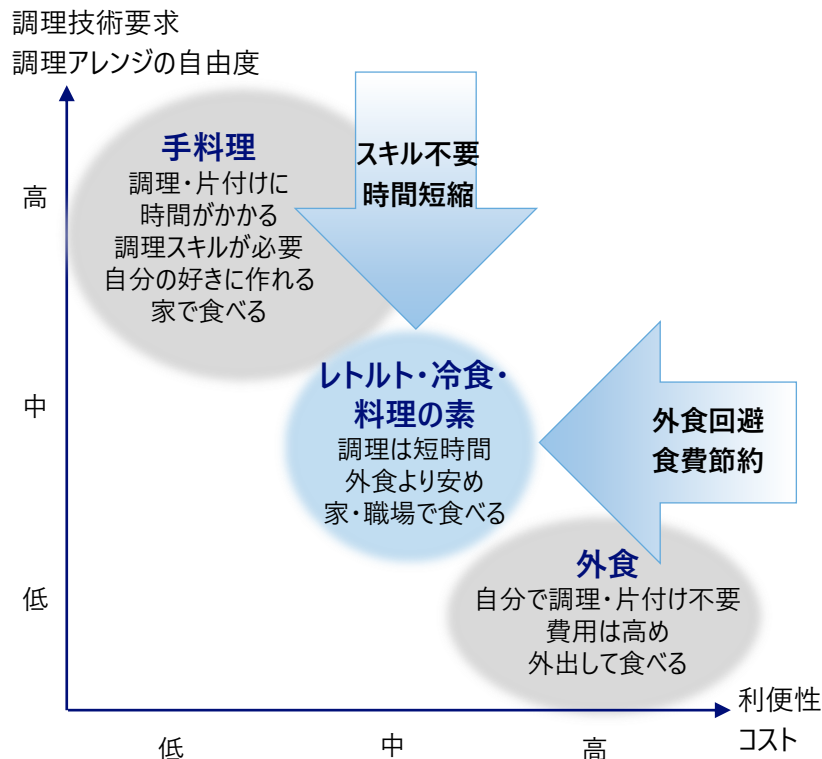 調理技術要求
調理アレンジの自由度
手料理
調理・片付けに
時間がかかる
調理スキルが必要
自分の好きに作れる
家で食べる
スキル不要
時間短縮
高
レトルト・冷食・
料理の素
調理は短時間
外食より安め
家・職場で食べる
中
外食回避
食費節約
外食
自分で調理・片付け不要
費用は高め
外出して食べる
低
利便性
コスト
低
中
高